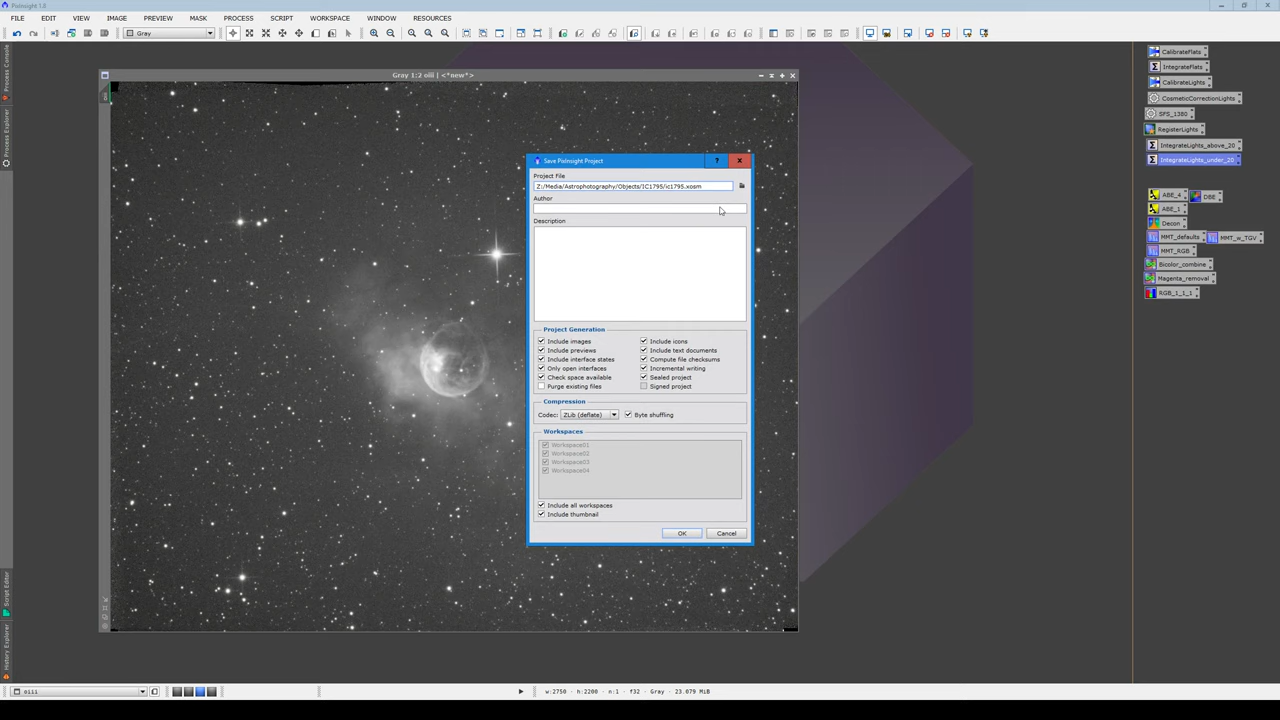 PixInsight 1.8
FILE EDIT VIEW IMAGE PREVIEW MASK PROCESS SCRIPT WORKSPACE WINDOW RESOURCES
Gray
Process Console
Process Explorer
Script Editor
History Explorer
Gray 1:2 oiii | <*new*>
oiii
Save PixInsight Project
Project File
Z:/Media/Astrophotography/Objects/IC1795/ic1795.xosm
Author
Description
Project Generation
Include images Include icons
Include previews Include text documents
Include interface states Compute file checksums
Only open interfaces Incremental writing
Check space available Sealed project
Purge existing files Signed project
Compression
Codec: ZLib (deflate) Byte shuffling
Workspaces
Workspace01
Workspace02
Workspace03
Workspace04
Include all workspaces
Include thumbnail
OK Cancel
CalibrateFlats
IntegrateFlats
CalibrateLights
CosmeticCorrectionLights
SFS_1380
RegisterLights
IntegrateLights_above_20
IntegrateLights_under_20
ABE_4 DBE
ABE_1
Decon
MMT_defaults MMT_w_TGV
MMT_RGB
Bicolor_combine
Magenta_removal
RGB_1_1_1
oiii
w:2750 · h:2200 · n:1 · f32 · Gray · 23.079 MiB